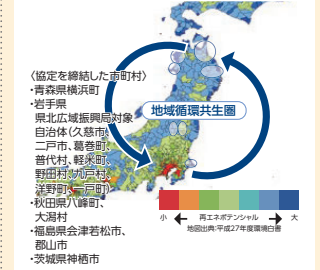 〈協定を締結した市町村〉
・青森県横浜町
・岩手県
県北広域振興局対象
自治体(久慈市、
二戸市、葛巻町、
普代村、軽米町、
野田村、九戸村、
洋野町、一戸町)
・秋田県八峰町、
大潟村
・福島県会津若松市、
郡山市
・茨城県神栖市
地域循環共生圏
小 再エネポテンシャル 大
地図出典:平成27年度環境白書